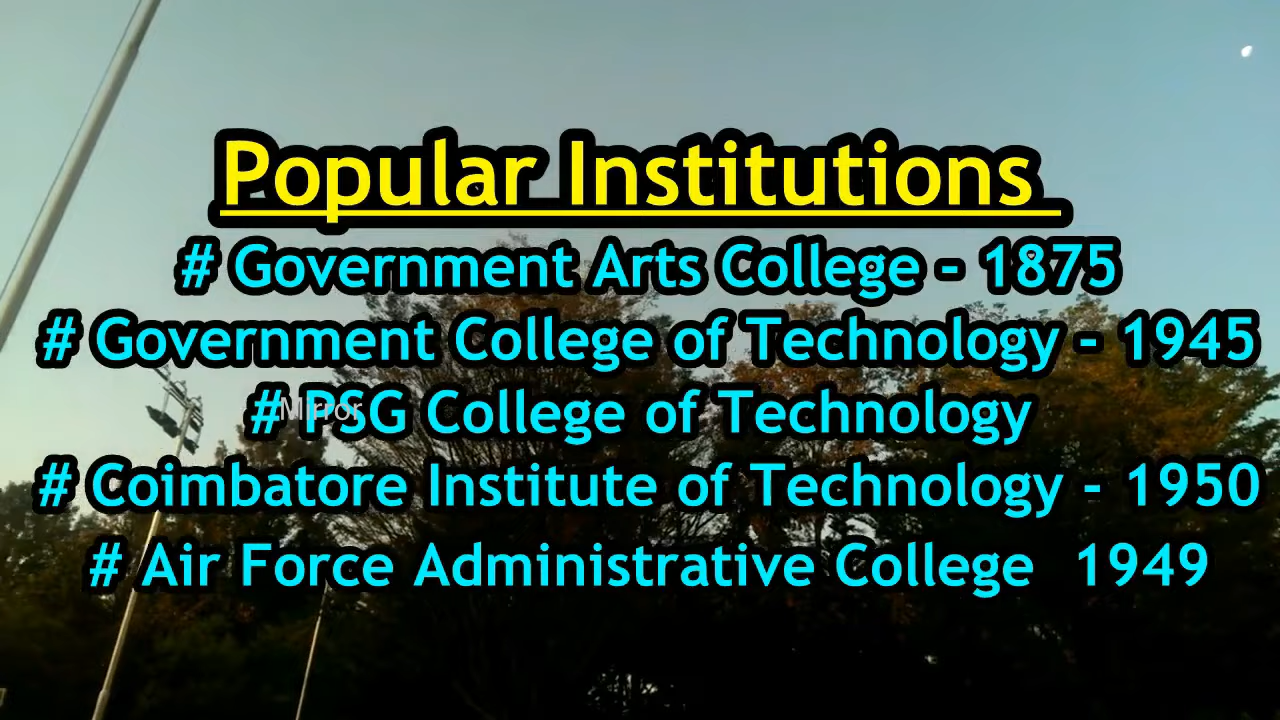 Popular Institutions
# Government Arts College - 1875
# Government College of Technology - 1945
# PSG College of Technology
Mirror
# Coimbatore Institute of Technology - 1950
# Air Force Administrative College 1949